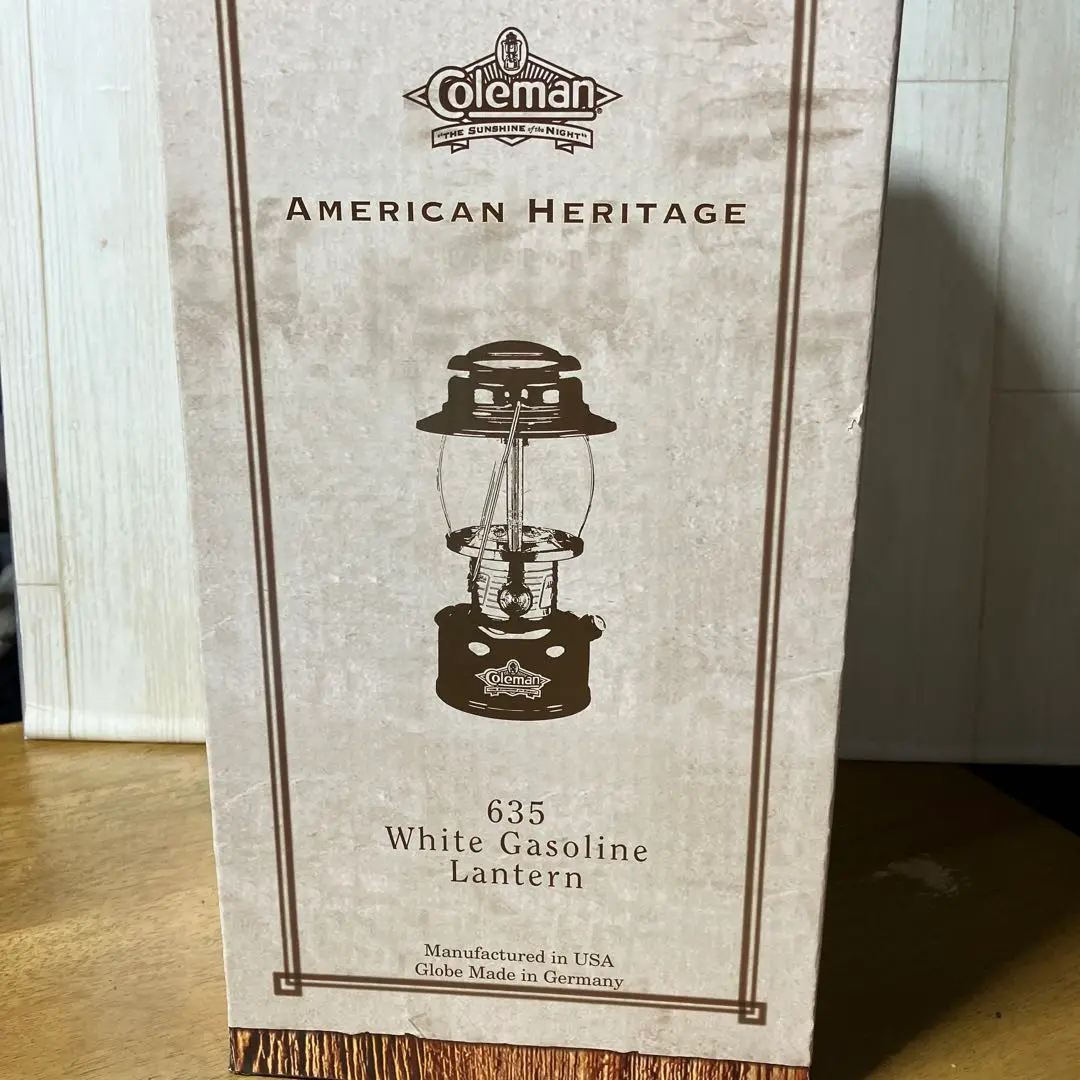 Coleman®
"THE SUNSHINE of the NIGHT"
AMERICAN HERITAGE
Coleman
635
White Gasoline
Lantern
Manufactured in USA
Globe Made in Germany